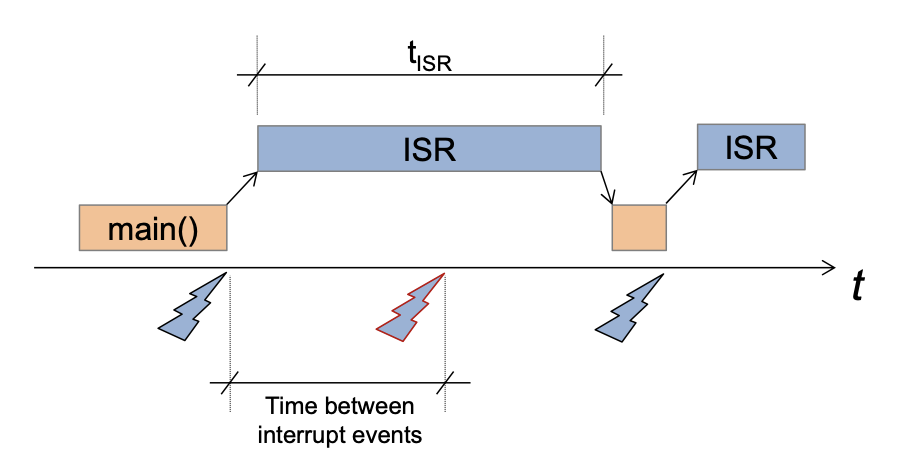 tISR
ISR
ISR
main()
t
Time between
interrupt events